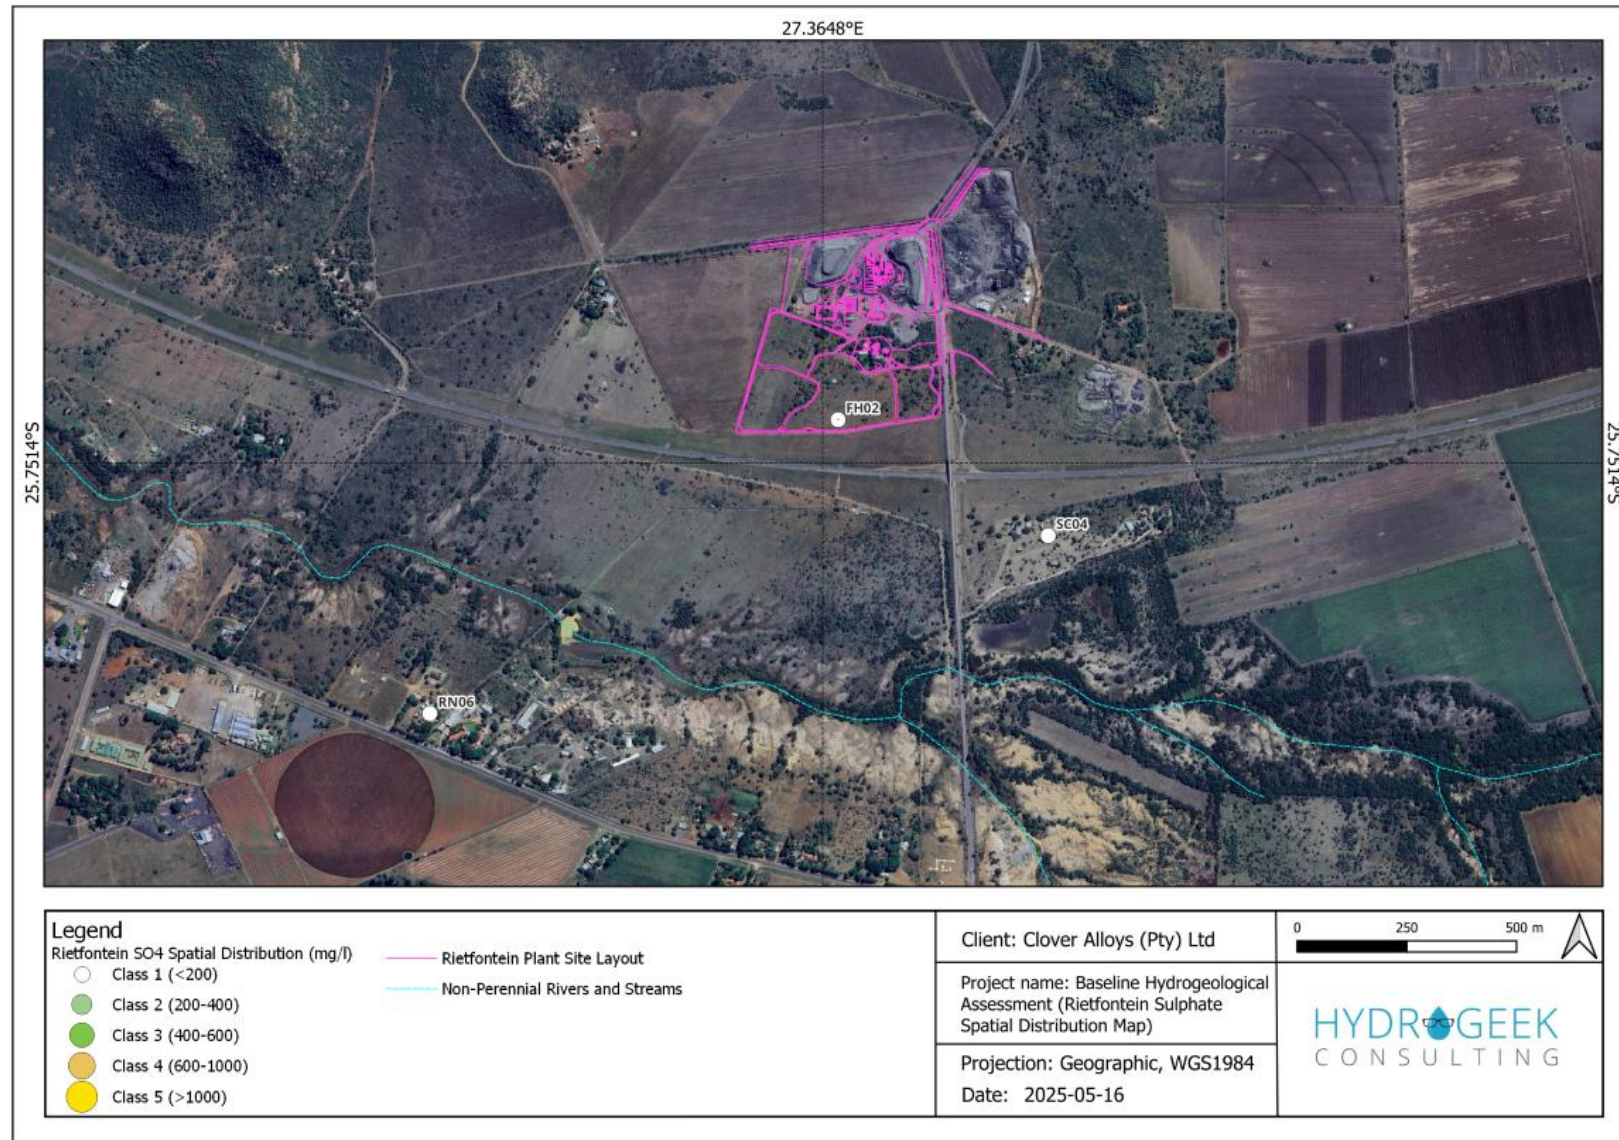 27.3648°E
25.7514°S
25.7514°S
FH02
SC04
RN06
Legend
Rietfontein SO4 Spatial Distribution (mg/l)
Class 1 (<200)
Class 2 (200-400)
Class 3 (400-600)
Class 4 (600-1000)
Class 5 (>1000)
Rietfontein Plant Site Layout
Non-Perennial Rivers and Streams
Client: Clover Alloys (Pty) Ltd
Project name: Baseline Hydrogeological
Assessment (Rietfontein Sulphate
Spatial Distribution Map)
Projection: Geographic, WGS1984
Date: 2025-05-16
0 250 500 m
HYDROGEEK
CONSULTING